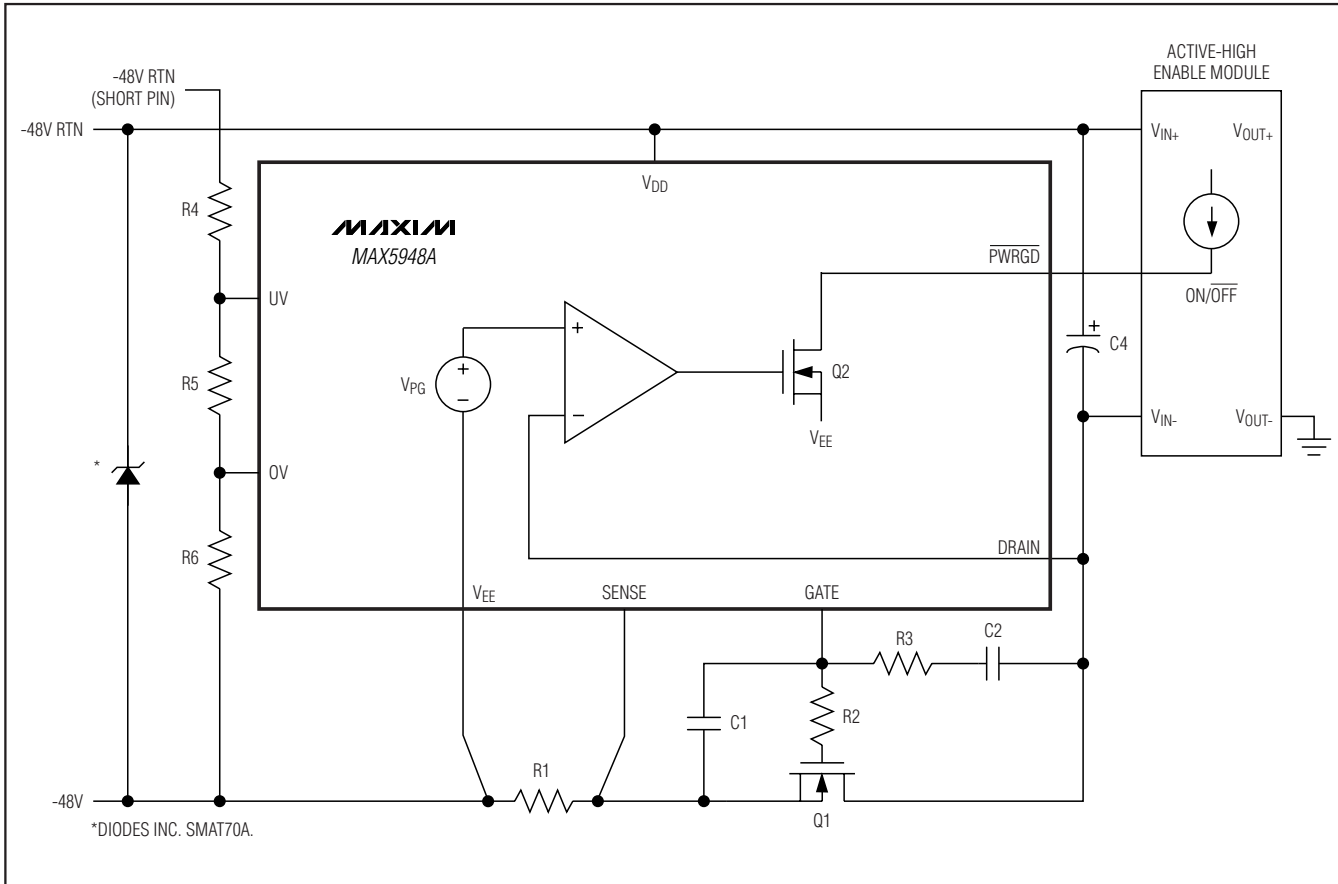 ACTIVE-HIGH
ENABLE MODULE
-48V RTN
(SHORT PIN)
-48V RTN
VIN+
VOUT+
VDD
R4
MAXIM
MAX5948A
PWRGD
ON/OFF
UV
+
C4
+
R5
VPG
+
−
Q2
VIN-
VOUT-
−
VEE
*
OV
R6
DRAIN
VEE
SENSE
GATE
R3
C2
C1
R2
R1
-48V
Q1
*DIODES INC. SMAT70A.